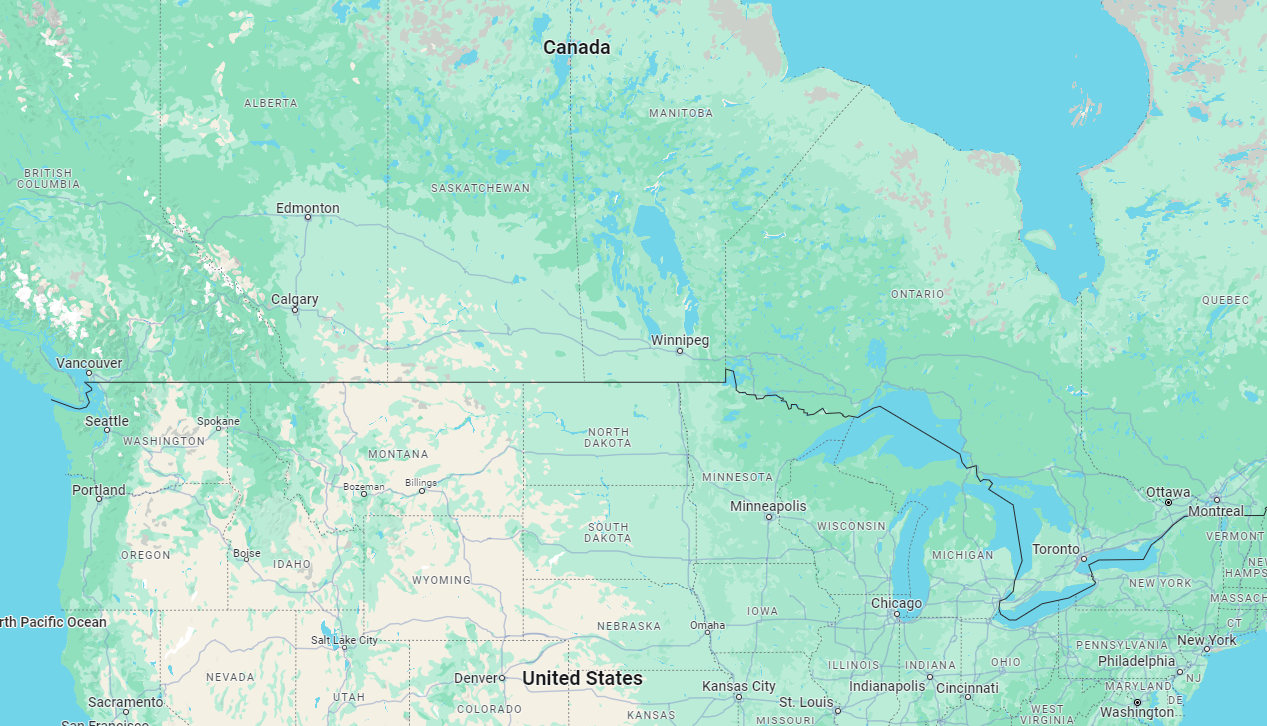 Canada
ALBERTA
MANITOBA
BRITISH
COLUMBIA
SASKATCHEWAN
Edmonton
Calgary
ONTARIO
QUEBEC
Winnipeg
Vancouver
Seattle
Spokane
WASHINGTON
NORTH
DAKOTA
MONTANA
MINNESOTA
Bozeman
Billings
Portland
Ottawa
Montreal
Minneapolis
WISCONSIN
SOUTH
DAKOTA
VERMONT
Toronto
OREGON
Boise
IDAHO
MICHIGAN
NEW
HAMPS
WYOMING
NEW YORK
MASSACH
Chicago
IOWA
rth Pacific Ocean
NEBRASKA
Omaha
CT
Salt Lake City
PENNSYLVANIA
New York
ILLINOIS
INDIANA
OHIO
Philadelphia
NEVADA
Denver
United States
NJ
UTAH
Kansas City
Indianapolis
Cincinnati
MARYLAND
Sacramento
COLORADO
St. Louis
DE
KANSAS
MISSOURI
WEST
VIRGINIA
Washington
San Francisco